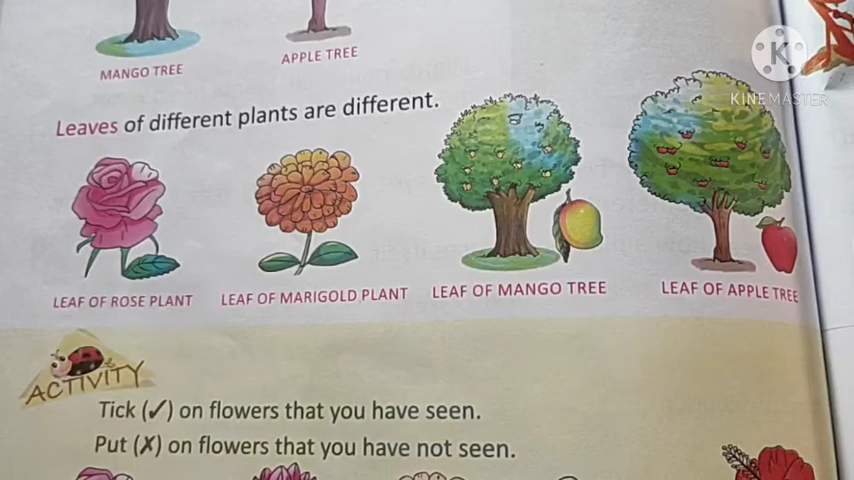 MANGO TREE
APPLE TREE
KINEMASTER
Leaves of different plants are different.
LEAF OF ROSE PLANT
LEAF OF MARIGOLD PLANT
LEAF OF MANGO TREE
LEAF OF APPLE TREE
ACTIVITY
Tick (✓) on flowers that you have seen.
Put (✗) on flowers that you have not seen.